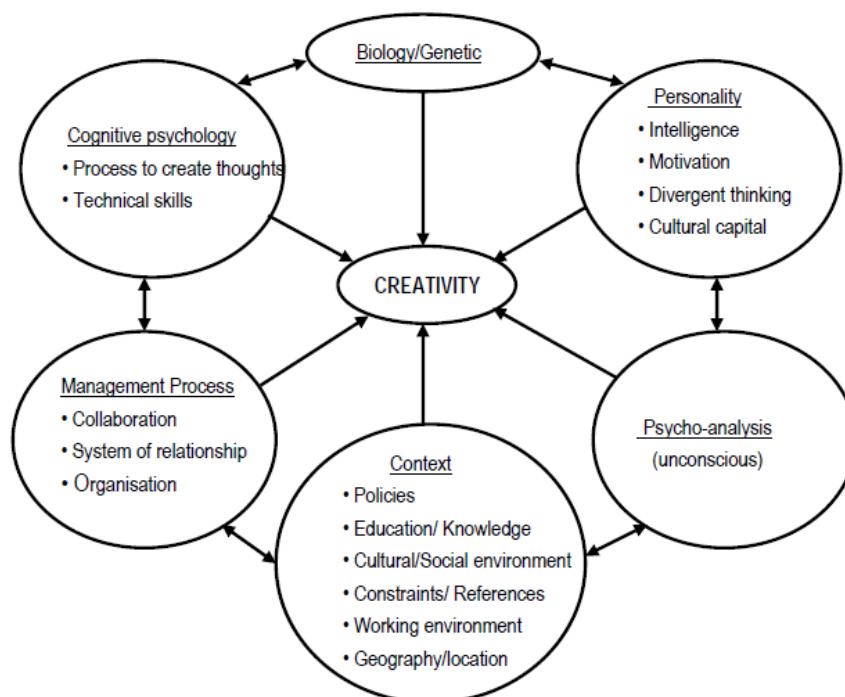 Biology/Genetic
Cognitive psychology
• Process to create thoughts
• Technical skills
Personality
• Intelligence
• Motivation
• Divergent thinking
• Cultural capital
CREATIVITY
Management Process
• Collaboration
• System of relationship
• Organisation
Psycho-analysis
(unconscious)
Context
• Policies
• Education/ Knowledge
• Cultural/Social environment
• Constraints/ References
• Working environment
• Geography/location